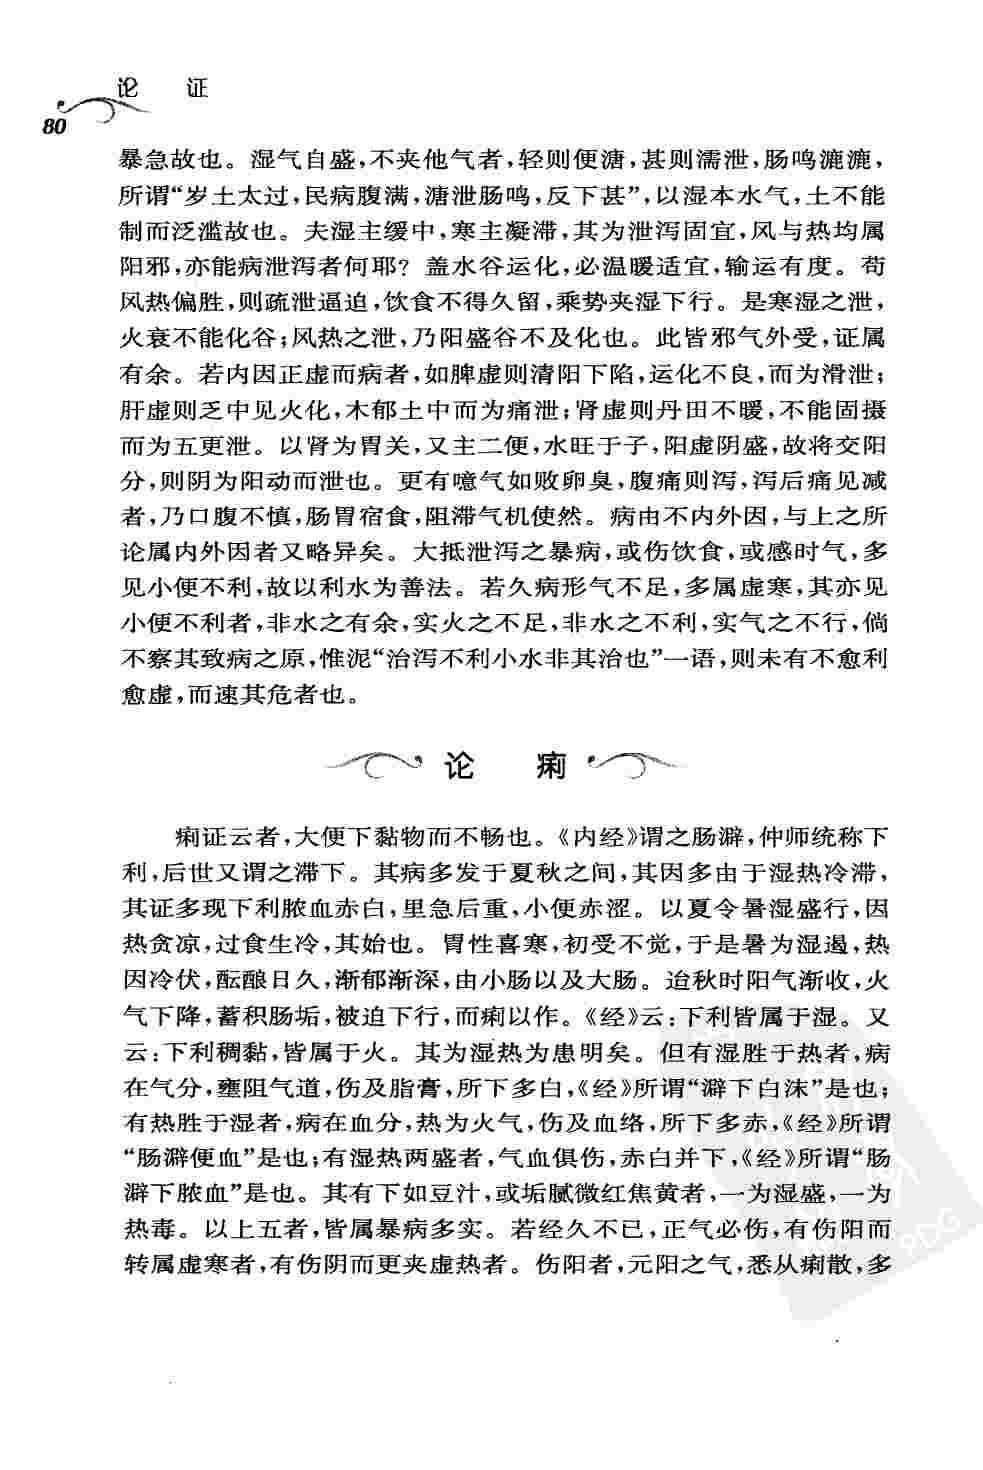 论 证
80
暴急故也。湿气自盛,不夹他气者,轻则便溏,甚则濡泄,肠鸣漉漉,
所谓“岁土太过,民病腹满,溏泄肠鸣,反下甚”,以湿本水气,土不能
制而泛滥故也。夫湿主缓中,寒主凝滞,其为泄泻固宜,风与热均属
阳邪,亦能病泄泻者何耶？盖水谷运化,必温暖适宜,输运有度。苟
风热偏胜,则疏泄逼迫,饮食不得久留,乘势夹湿下行。是寒湿之泄,
火衰不能化谷;风热之泄,乃阳盛谷不及化也。此皆邪气外受,证属
有余。若内因正虚而病者,如脾虚则清阳下陷,运化不良,而为滑泄;
肝虚则乏中见火化,木郁土中而为痛泄;肾虚则丹田不暖,不能固摄
而为五更泄。以肾为胃关,又主二便,水旺于子,阳虚阴盛,故将交阳
分,则阴为阳动而泄也。更有噫气如败卵臭,腹痛则泻,泻后痛见减
者,乃口腹不慎,肠胃宿食,阻滞气机使然。病由不内外因,与上之所
论属内外因者又略异矣。大抵泄泻之暴病,或伤饮食,或感时气,多
见小便不利,故以利水为善法。若久病形气不足,多属虚寒,其亦见
小便不利者,非水之有余,实火之不足,非水之不利,实气之不行,倘
不察其致病之原,惟泥“治泻不利小水非其治也”一语,则未有不愈利
愈虚,而速其危者也。
论 痢
痢证云者,大便下黏物而不畅也。《内经》谓之肠澼,仲师统称下
利,后世又谓之滞下。其病多发于夏秋之间,其因多由于湿热冷滞,
其证多现下利脓血赤白,里急后重,小便赤涩。以夏令暑湿盛行,因
热贪凉,过食生冷,其始也。胃性喜寒,初受不觉,于是暑为湿遏,热
因冷伏,酝酿日久,渐郁渐深,由小肠以及大肠。迨秋时阳气渐收,火
气下降,蓄积肠垢,被迫下行,而痢以作。《经》云:下利皆属于湿。又
云:下利稠黏,皆属于火。其为湿热为患明矣。但有湿胜于热者,病
在气分,壅阻气道,伤及脂膏,所下多白,《经》所谓“澼下白沫”是也;
有热胜于湿者,病在血分,热为火气,伤及血络,所下多赤,《经》所谓
“肠澼便血”是也;有湿热两盛者,气血俱伤,赤白并下,《经》所谓“肠
澼下脓血”是也。其有下如豆汁,或垢腻微红焦黄者,一为湿盛,一为
热毒。以上五者,皆属暴病多实。若经久不已,正气必伤,有伤阳而
转属虚寒者,有伤阴而更夹虚热者。伤阳者,元阳之气,悉从痢散,多
PDG